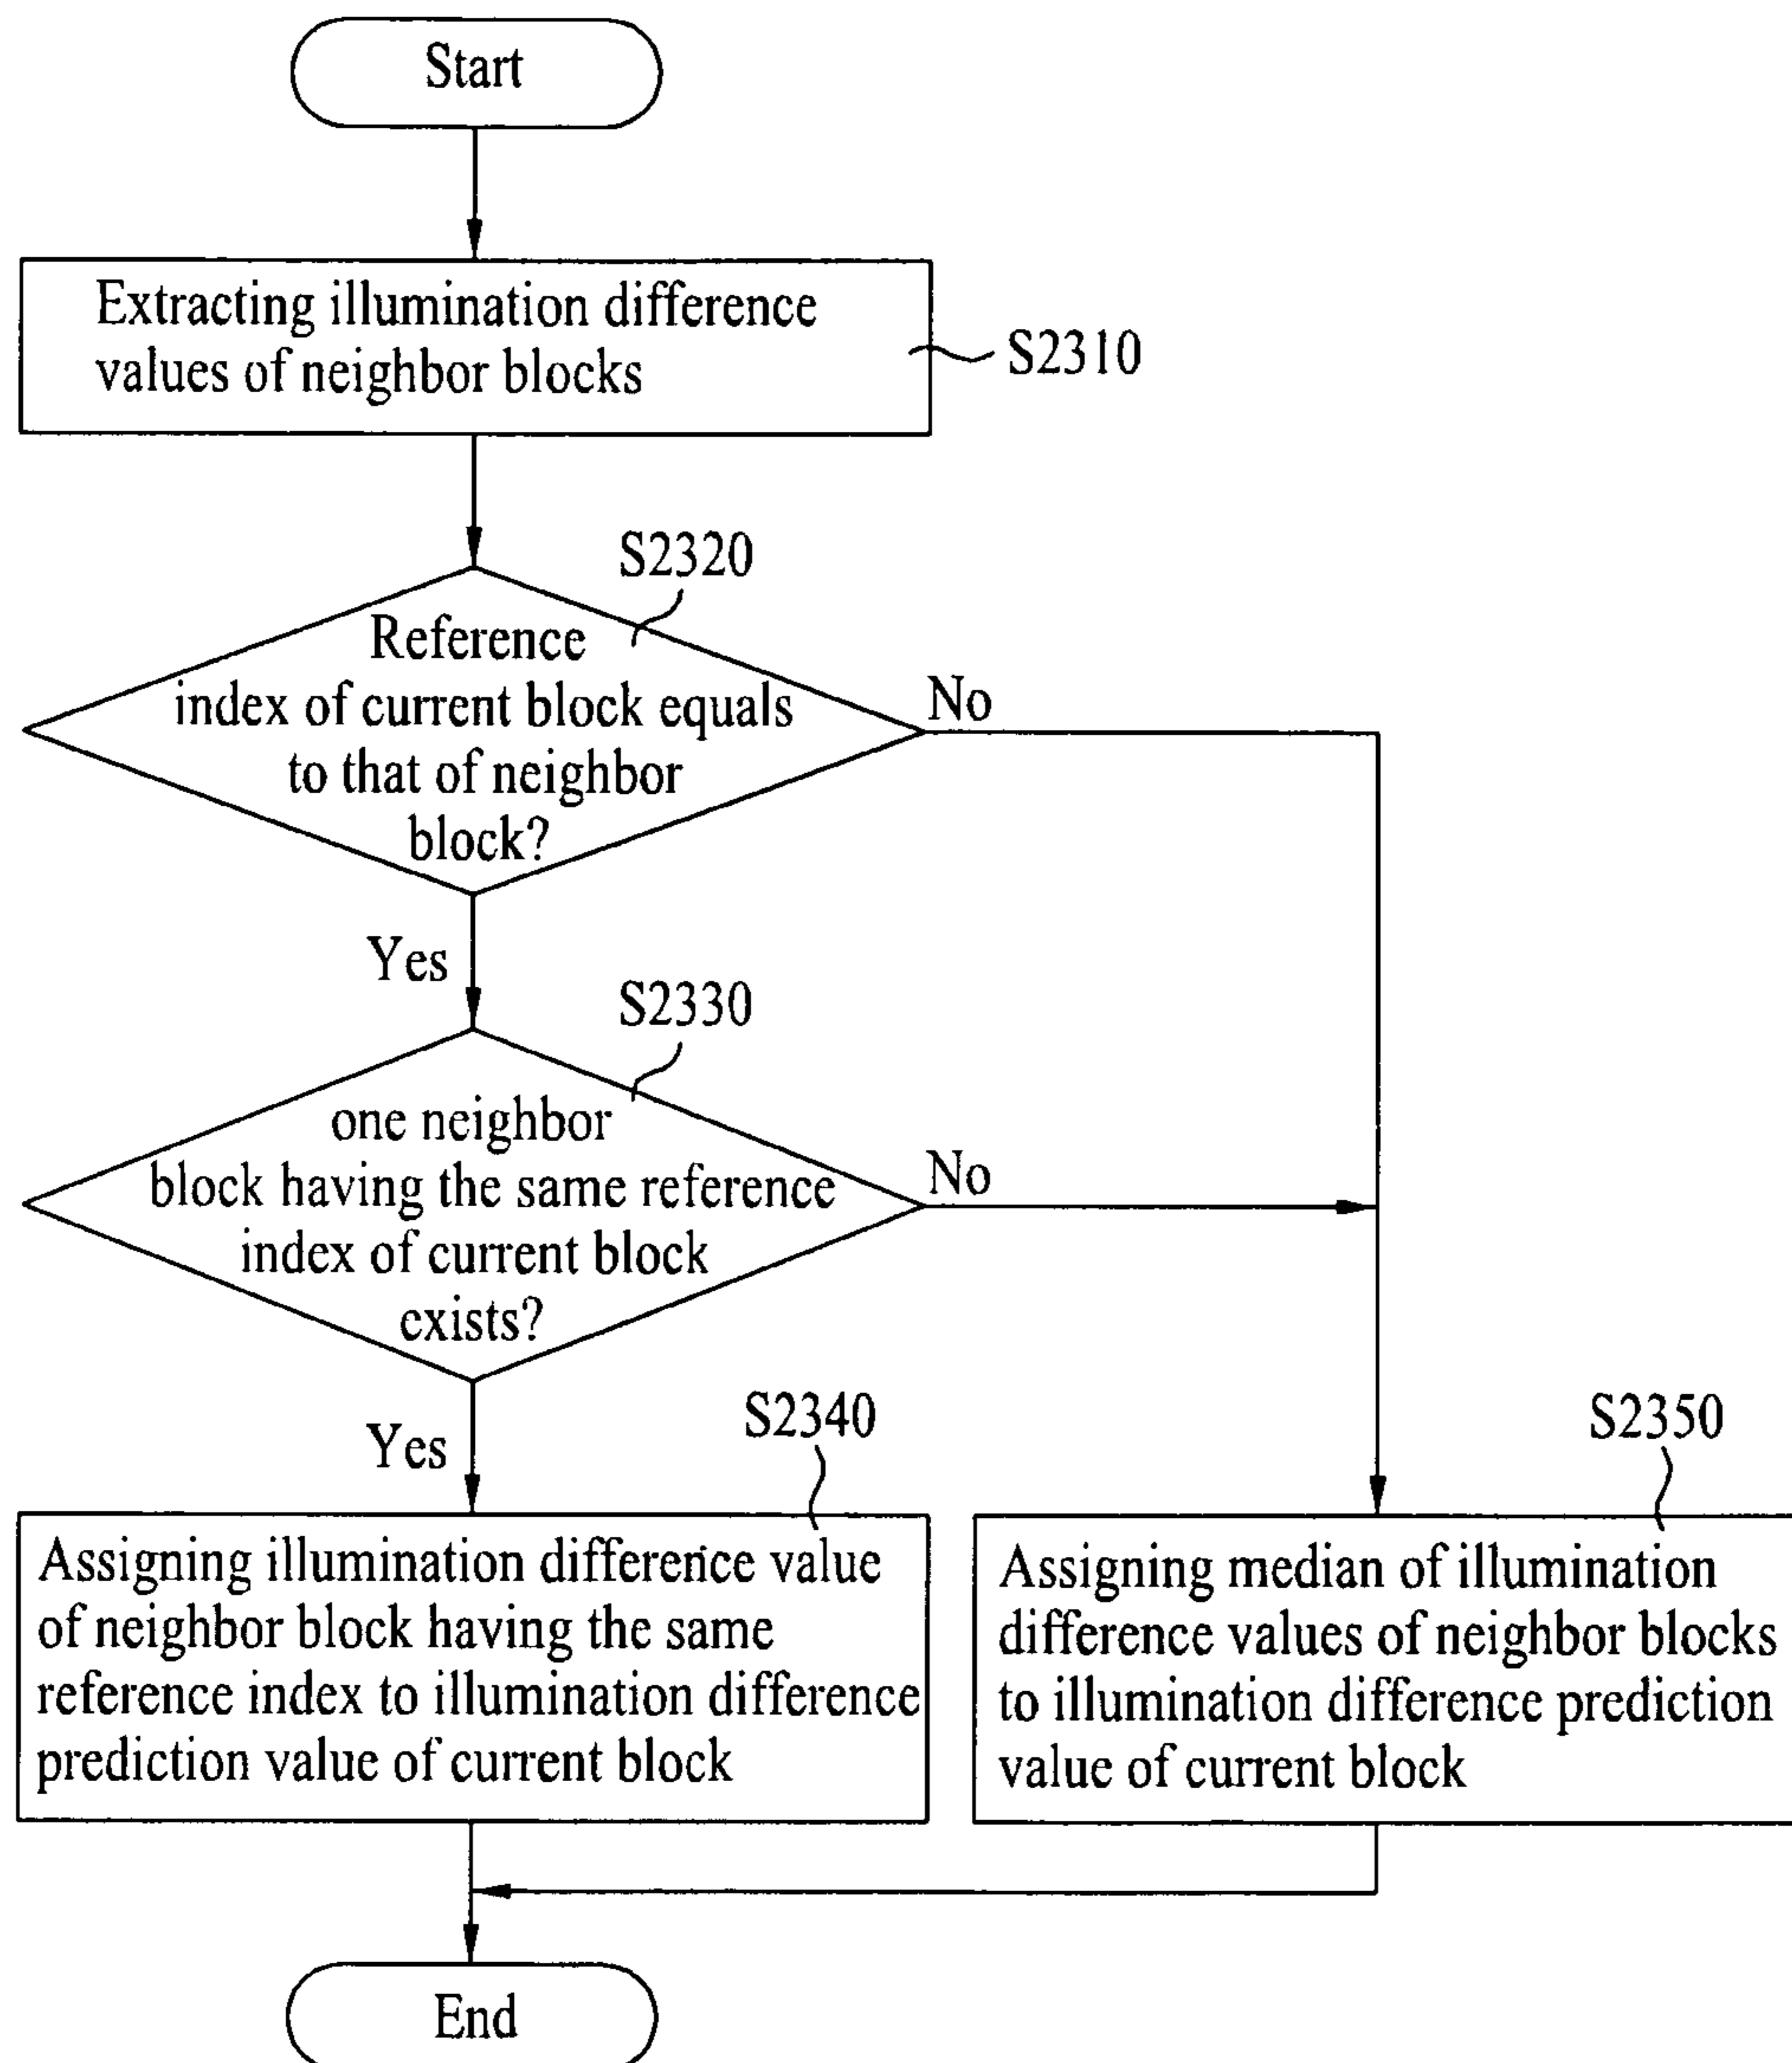 Start
Extracting illumination difference
values of neighbor blocks
S2310
S2320
Reference
index of current block equals
to that of neighbor
block?
No
Yes
S2330
one neighbor
block having the same reference
index of current block
exists?
No
Yes
S2340
Assigning illumination difference value
of neighbor block having the same
reference index to illumination difference
prediction value of current block
S2350
Assigning median of illumination
difference values of neighbor blocks
to illumination difference prediction
value of current block
End